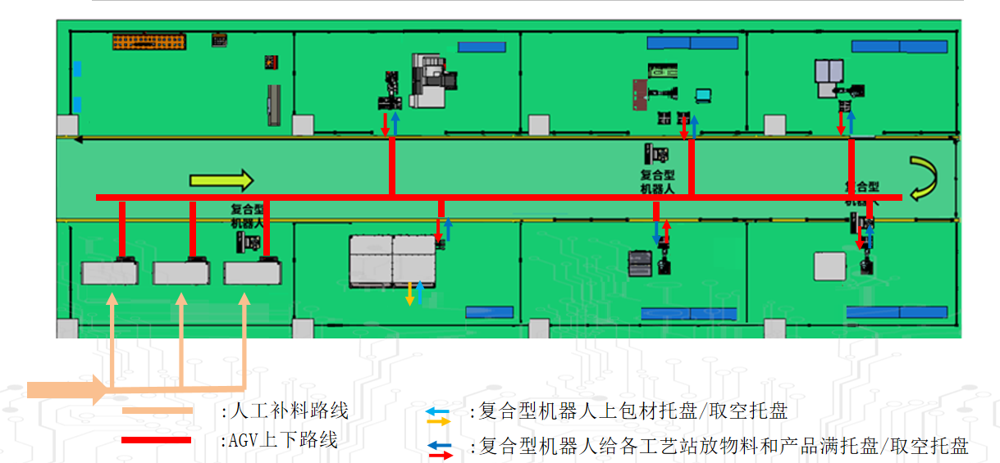 复合型
机器人
复合型
机器人
复合型
机器人
:人工补料路线
:AGV上下路线
:复合型机器人上包材托盘/取空托盘
:复合型机器人给各工艺站放物料和产品满托盘/取空托盘